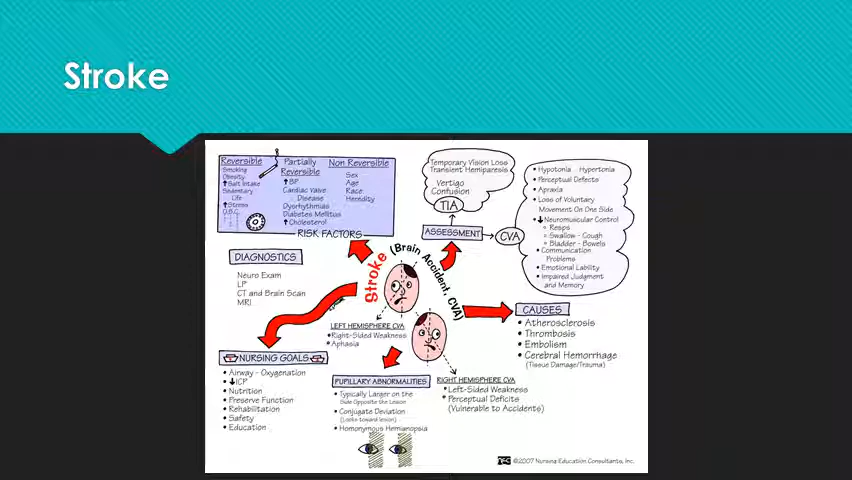 Stroke
Reversible
Smoking
Obesity
↑Salt Intake
Sedentary
Life
↑Stress
O.B.C.
Partially
Reversible
↑BP
Cardiac Valve
Disease
Dysrhythmias
Diabetes Mellitus
↑Cholesterol
Non Reversible
Sex
Age
Race
Heredity
RISK FACTORS
Temporary Vision Loss
Transient Hemiparesis
Vertigo
Confusion
TIA
ASSESSMENT
CVA
• Hypotonia Hypertonia
• Perceptual Defects
• Apraxia
• Loss of Voluntary
Movement On One Side
• ↓Neuromuscular Control
Resps
Swallow - Cough
Bladder - Bowels
• Communication
Problems
• Emotional Lability
• Impaired Judgment
and Memory
DIAGNOSTICS
Neuro Exam
LP
CT and Brain Scan
MRI
Stroke (Brain Accident, CVA)
CAUSES
• Atherosclerosis
• Thrombosis
• Embolism
• Cerebral Hemorrhage
(Tissue Damage/Trauma)
LEFT HEMISPHERE CVA
• Right-Sided Weakness
• Aphasia
NURSING GOALS
• Airway - Oxygenation
• ↓ICP
• Nutrition
• Preserve Function
• Rehabilitation
• Safety
• Education
PUPILLARY ABNORMALITIES
• Typically Larger on the
Side Opposite the Lesion
• Conjugate Deviation
(Looks toward lesion)
• Homonymous Hemianopsia
RIGHT HEMISPHERE CVA
• Left-Sided Weakness
• Perceptual Deficits
(Vulnerable to Accidents)
NEC ©2007 Nursing Education Consultants, Inc.